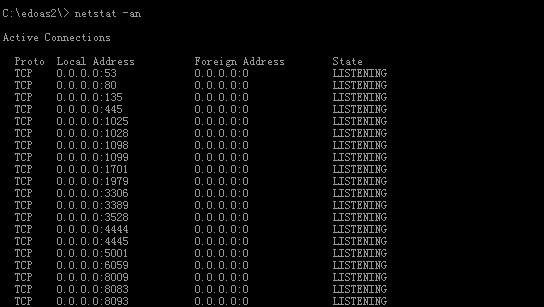 C:\edoas2\> netstat -an
Active Connections
Proto Local Address Foreign Address State
TCP 0.0.0.0:53 0.0.0.0:0 LISTENING
TCP 0.0.0.0:80 0.0.0.0:0 LISTENING
TCP 0.0.0.0:135 0.0.0.0:0 LISTENING
TCP 0.0.0.0:445 0.0.0.0:0 LISTENING
TCP 0.0.0.0:1025 0.0.0.0:0 LISTENING
TCP 0.0.0.0:1028 0.0.0.0:0 LISTENING
TCP 0.0.0.0:1098 0.0.0.0:0 LISTENING
TCP 0.0.0.0:1099 0.0.0.0:0 LISTENING
TCP 0.0.0.0:1701 0.0.0.0:0 LISTENING
TCP 0.0.0.0:1979 0.0.0.0:0 LISTENING
TCP 0.0.0.0:3306 0.0.0.0:0 LISTENING
TCP 0.0.0.0:3389 0.0.0.0:0 LISTENING
TCP 0.0.0.0:3528 0.0.0.0:0 LISTENING
TCP 0.0.0.0:4444 0.0.0.0:0 LISTENING
TCP 0.0.0.0:4445 0.0.0.0:0 LISTENING
TCP 0.0.0.0:5001 0.0.0.0:0 LISTENING
TCP 0.0.0.0:6059 0.0.0.0:0 LISTENING
TCP 0.0.0.0:8009 0.0.0.0:0 LISTENING
TCP 0.0.0.0:8083 0.0.0.0:0 LISTENING
TCP 0.0.0.0:8093 0.0.0.0:0 LISTENING